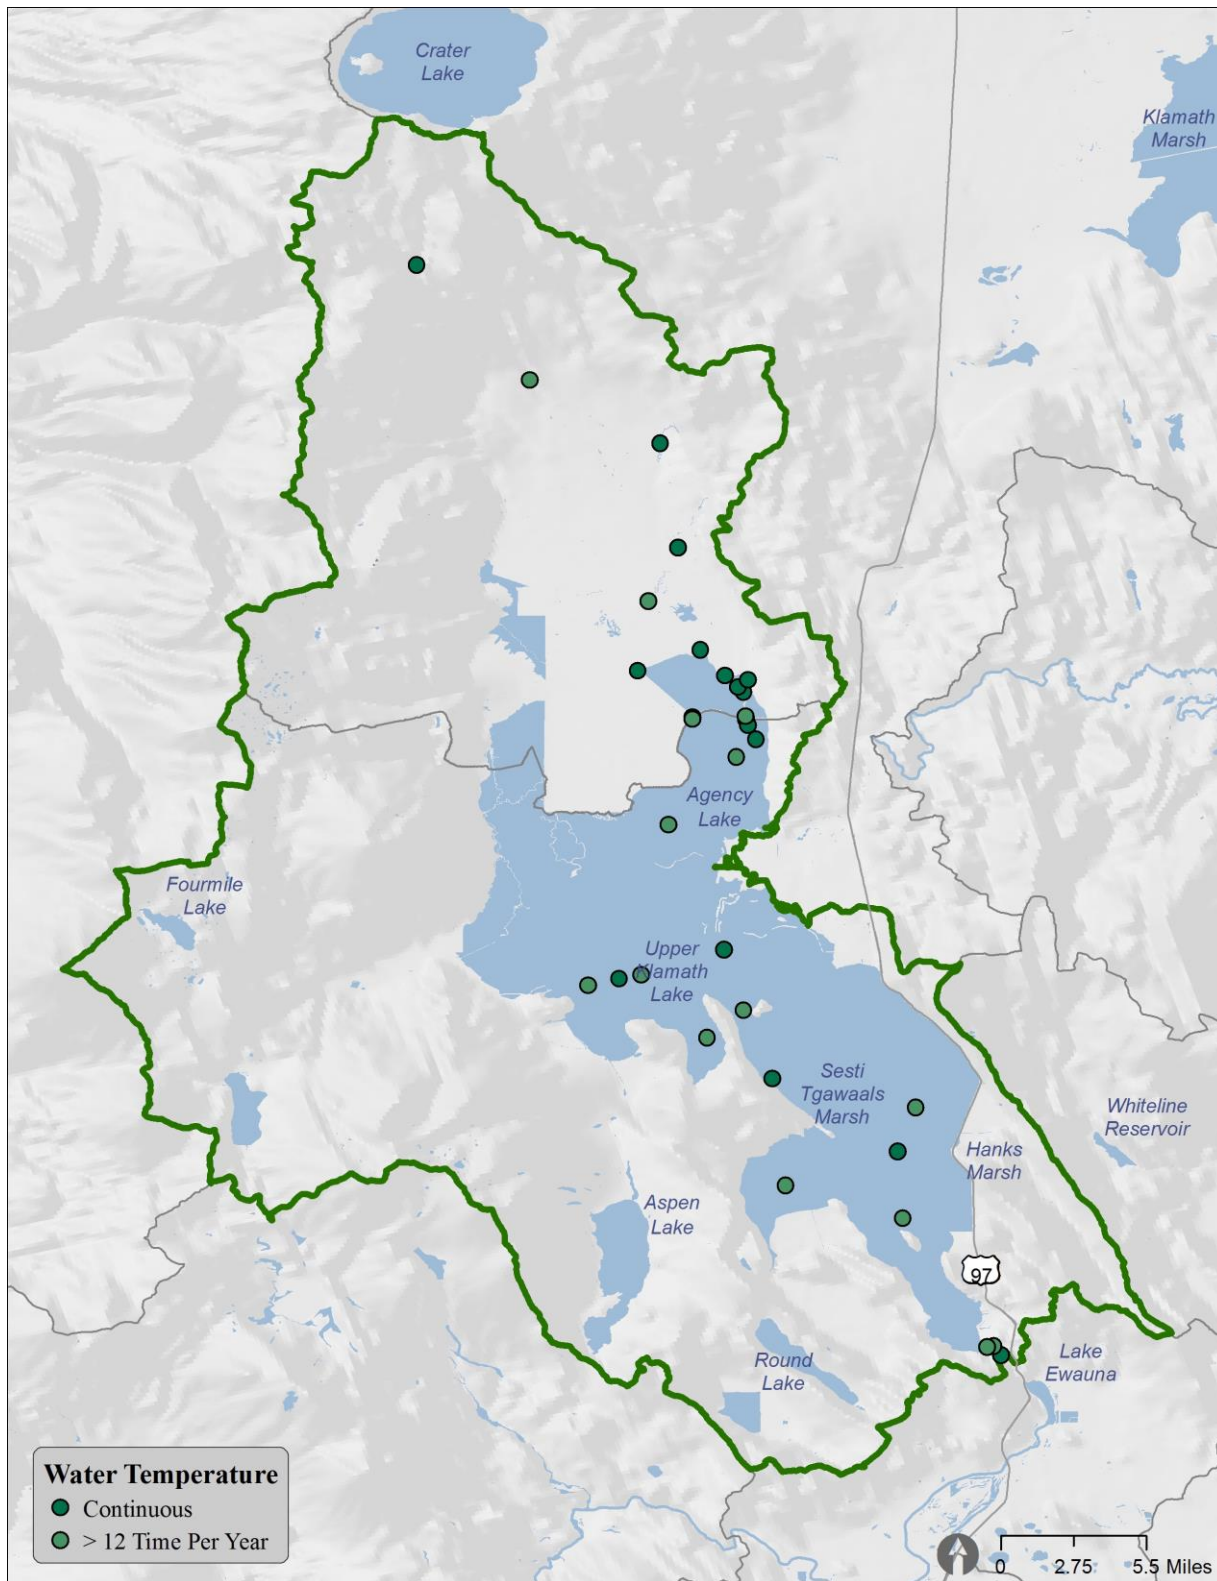 Crater
Lake
Klamath
Marsh
Agency
Lake
Fourmile
Lake
Upper
Klamath
Lake
Sesti
Tgawaals
Marsh
Whiteline
Reservoir
Hanks
Marsh
Aspen
Lake
97
Round
Lake
Lake
Ewauna
Water Temperature
Continuous
> 12 Time Per Year
0 2.75 5.5 Miles